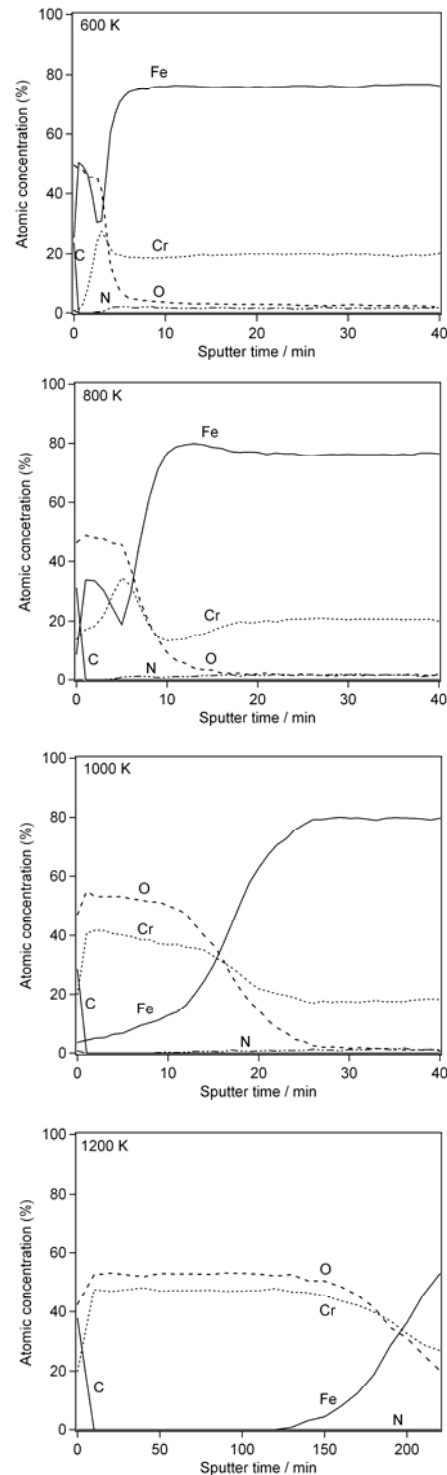 600 K
Atomic concentration (%)
100
80
60
40
20
0
Fe
C
Cr
N
O
0 10 20 30 40
Sputter time / min
800 K
Atomic concetration (%)
100
80
60
40
20
0
Fe
Cr
C
N
O
0 10 20 30 40
Sputter time / min
1000 K
Atomic concentration (%)
100
80
60
40
20
0
O
Cr
C
Fe
N
0 10 20 30 40
Sputter time / min
1200 K
Atomic concentration (%)
100
80
60
40
20
0
O
Cr
C
Fe
N
0 50 100 150 200
Sputter time / min